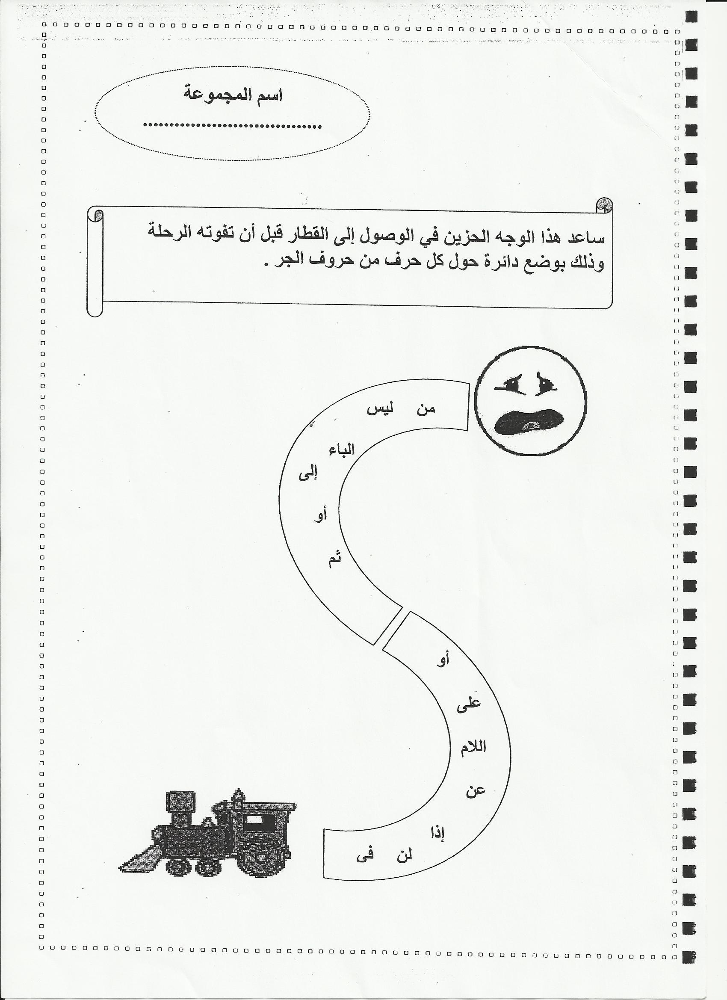 اسم المجموعة
..................................
ساعد هذا الوجه الحزين في الوصول إلى القطار قبل أن تفوته الرحلة
وذلك بوضع دائرة حول كل حرف من حروف الجر .
من ليس
الباء
إلى
أو
ثم
أو
على
اللام
عن
إذا
لن فى